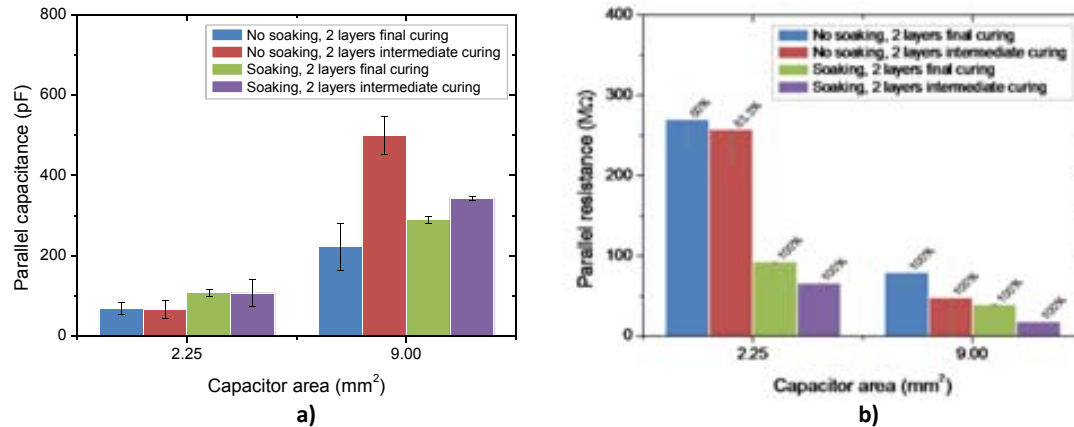 800
600
400
200
0
Parallel capacitance (pF)
No soaking, 2 layers final curing
No soaking, 2 layers intermediate curing
Soaking, 2 layers final curing
Soaking, 2 layers intermediate curing
2.25
9.00
Capacitor area (mm²)
a)
400
300
200
100
0
Parallel resistance (MΩ)
No soaking, 2 layers final curing
No soaking, 2 layers intermediate curing
Soaking, 2 layers final curing
Soaking, 2 layers intermediate curing
100%
100%
100%
100%
100%
100%
2.25
9.00
Capacitor area (mm²)
b)